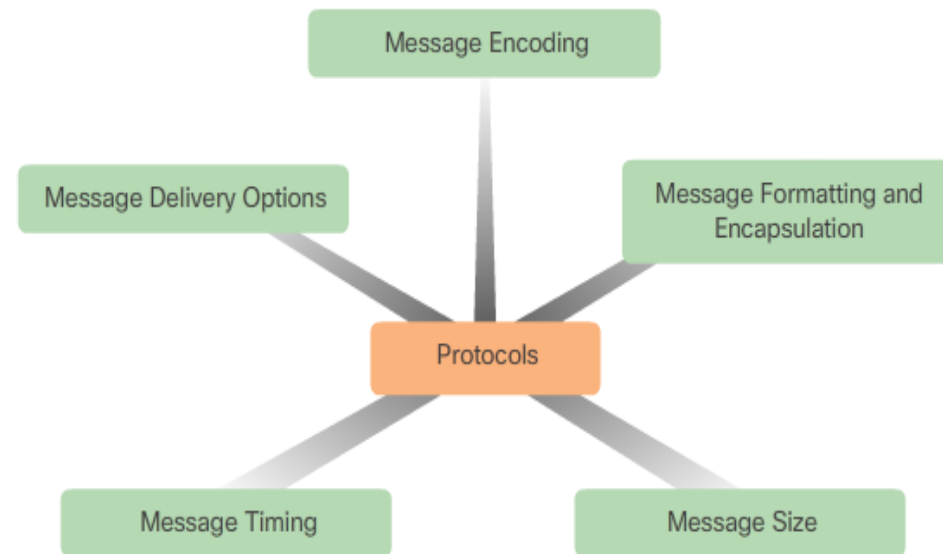 Message Encoding
Message Delivery Options
Message Formatting and
Encapsulation
Protocols
Message Timing
Message Size